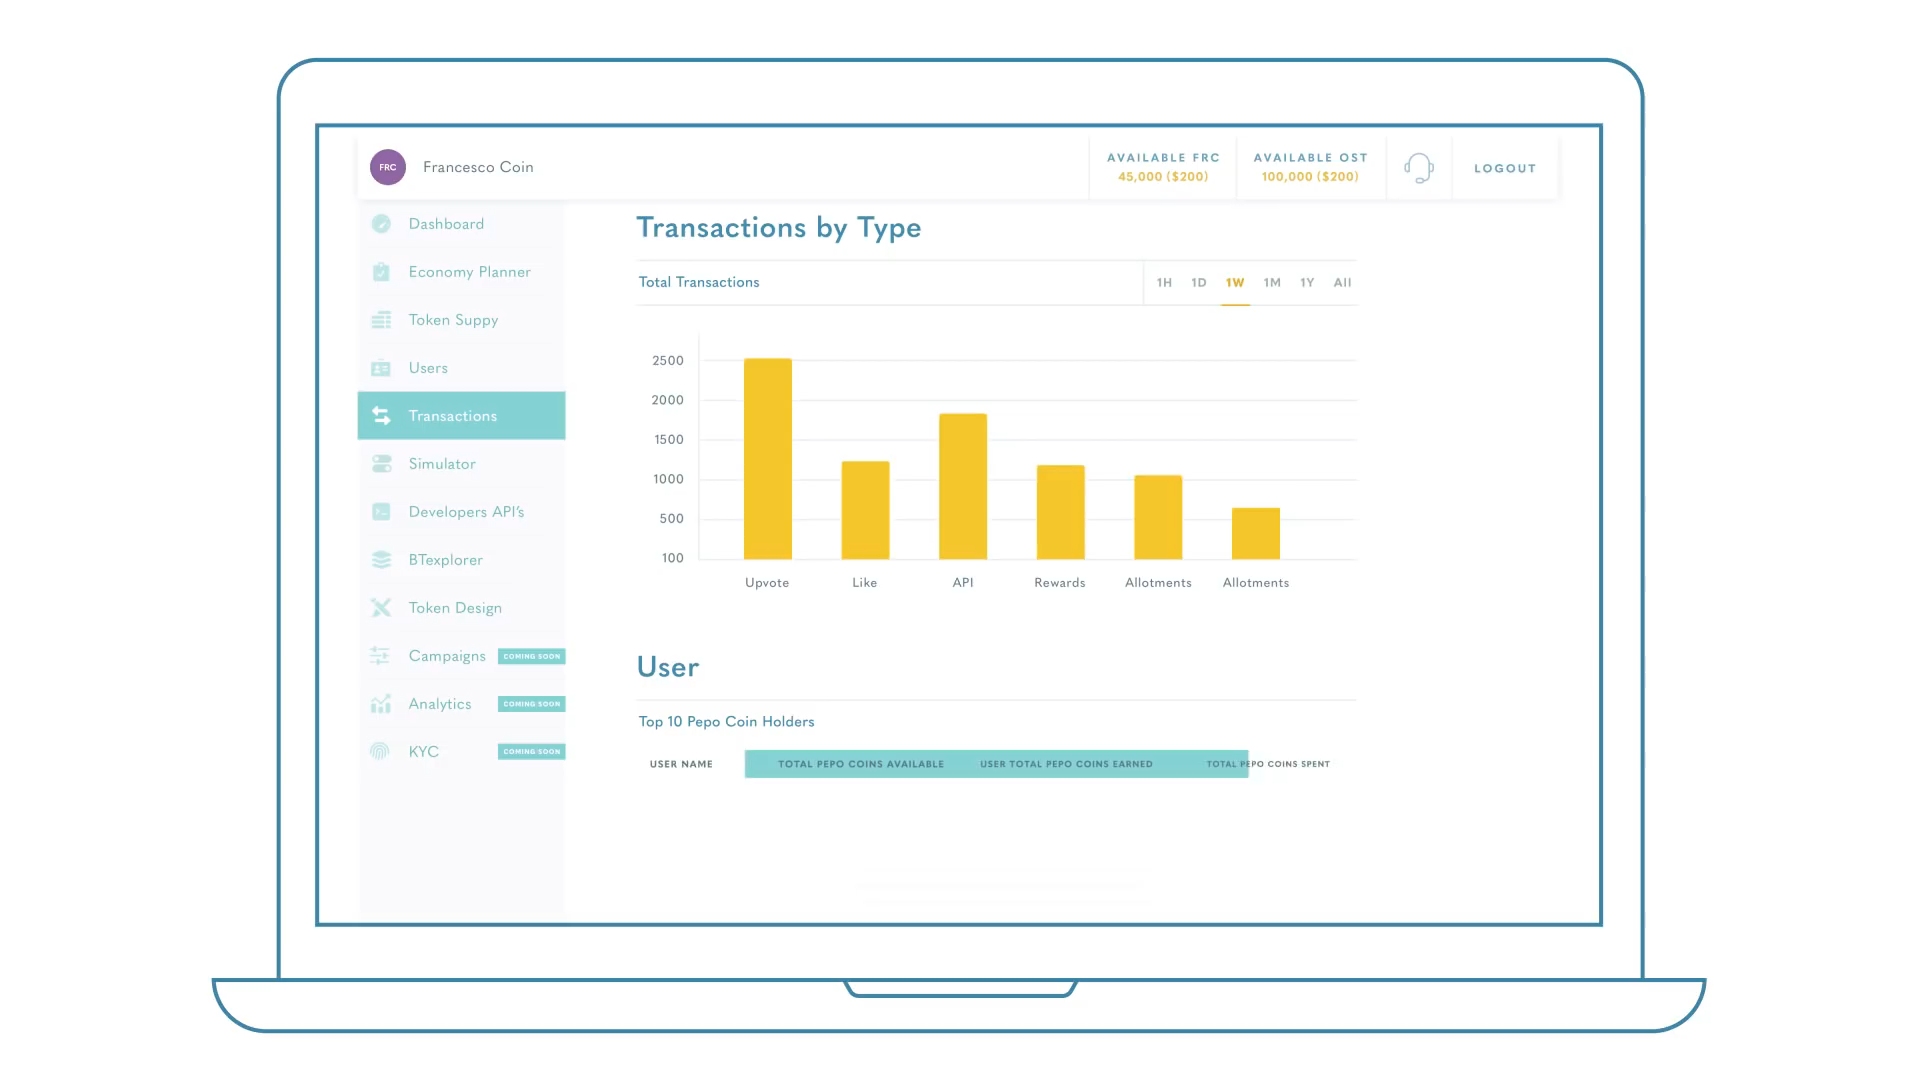 FRC Francesco Coin
AVAILABLE FRC
45,000 ($200)
AVAILABLE OST
100,000 ($200)
LOGOUT
Dashboard
Economy Planner
Token Suppy
Users
Transactions
Simulator
Developers API's
BTexplorer
Token Design
Campaigns COMING SOON
Analytics COMING SOON
KYC COMING SOON
Transactions by Type
Total Transactions
1H 1D 1W 1M 1Y All
2500
2000
1500
1000
500
100
Upvote Like API Rewards Allotments Allotments
User
Top 10 Pepo Coin Holders
USER NAME TOTAL PEPO COINS AVAILABLE USER TOTAL PEPO COINS EARNED TOTAL PEPO COINS SPENT